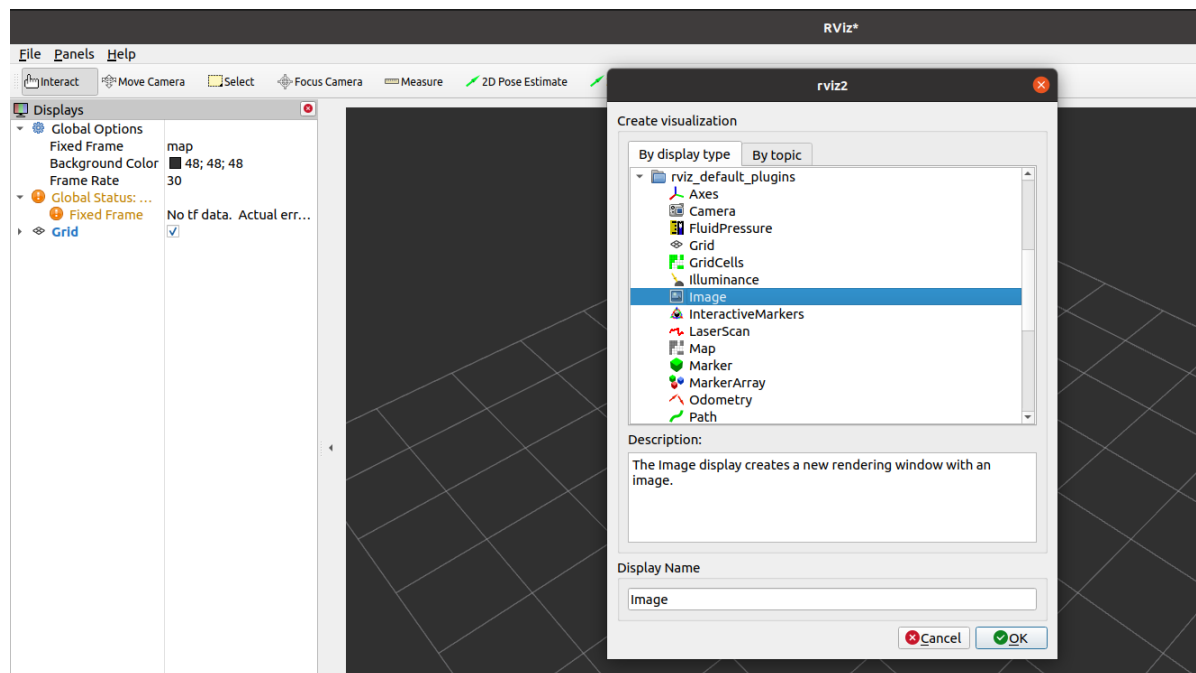 RViz*
File Panels Help
Interact Move Camera Select Focus Camera Measure 2D Pose Estimate
Displays
Global Options
Fixed Frame map
Background Color 48; 48; 48
Frame Rate 30
Global Status: ...
Fixed Frame No tf data. Actual err...
Grid
rviz2
Create visualization
By display type By topic
rviz_default_plugins
Axes
Camera
FluidPressure
Grid
GridCells
Illuminance
Image
InteractiveMarkers
LaserScan
Map
Marker
MarkerArray
Odometry
Path
Description:
The Image display creates a new rendering window with an
image.
Display Name
Image
Cancel OK